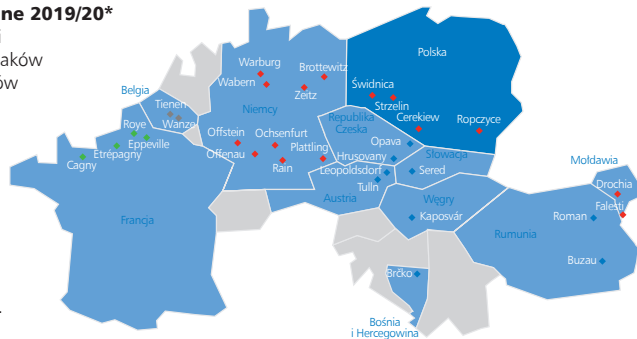 ne 2019/20*
i
aków
ów
Polska
Warburg
Brottewitz
Wabern
Zeitz
Świdnica
Strzelin
Cerekiew
Ropczyce
Belgia
Tienen
Wanze
Niemcy
Republika
Czeska
Opava
Roye
Eppeville
Etrépagny
Cagny
Offstein
Ochsenfurt
Plattling
Offenau
Rain
Hrusovany
Słowacja
Leopoldsdorf
Sered
Tulln
Austria
Węgry
Kaposvár
Mołdawia
Drochia
Falesti
Roman
Rumunia
Buzau
Francja
Brčko
Bośnia
i Hercegowina